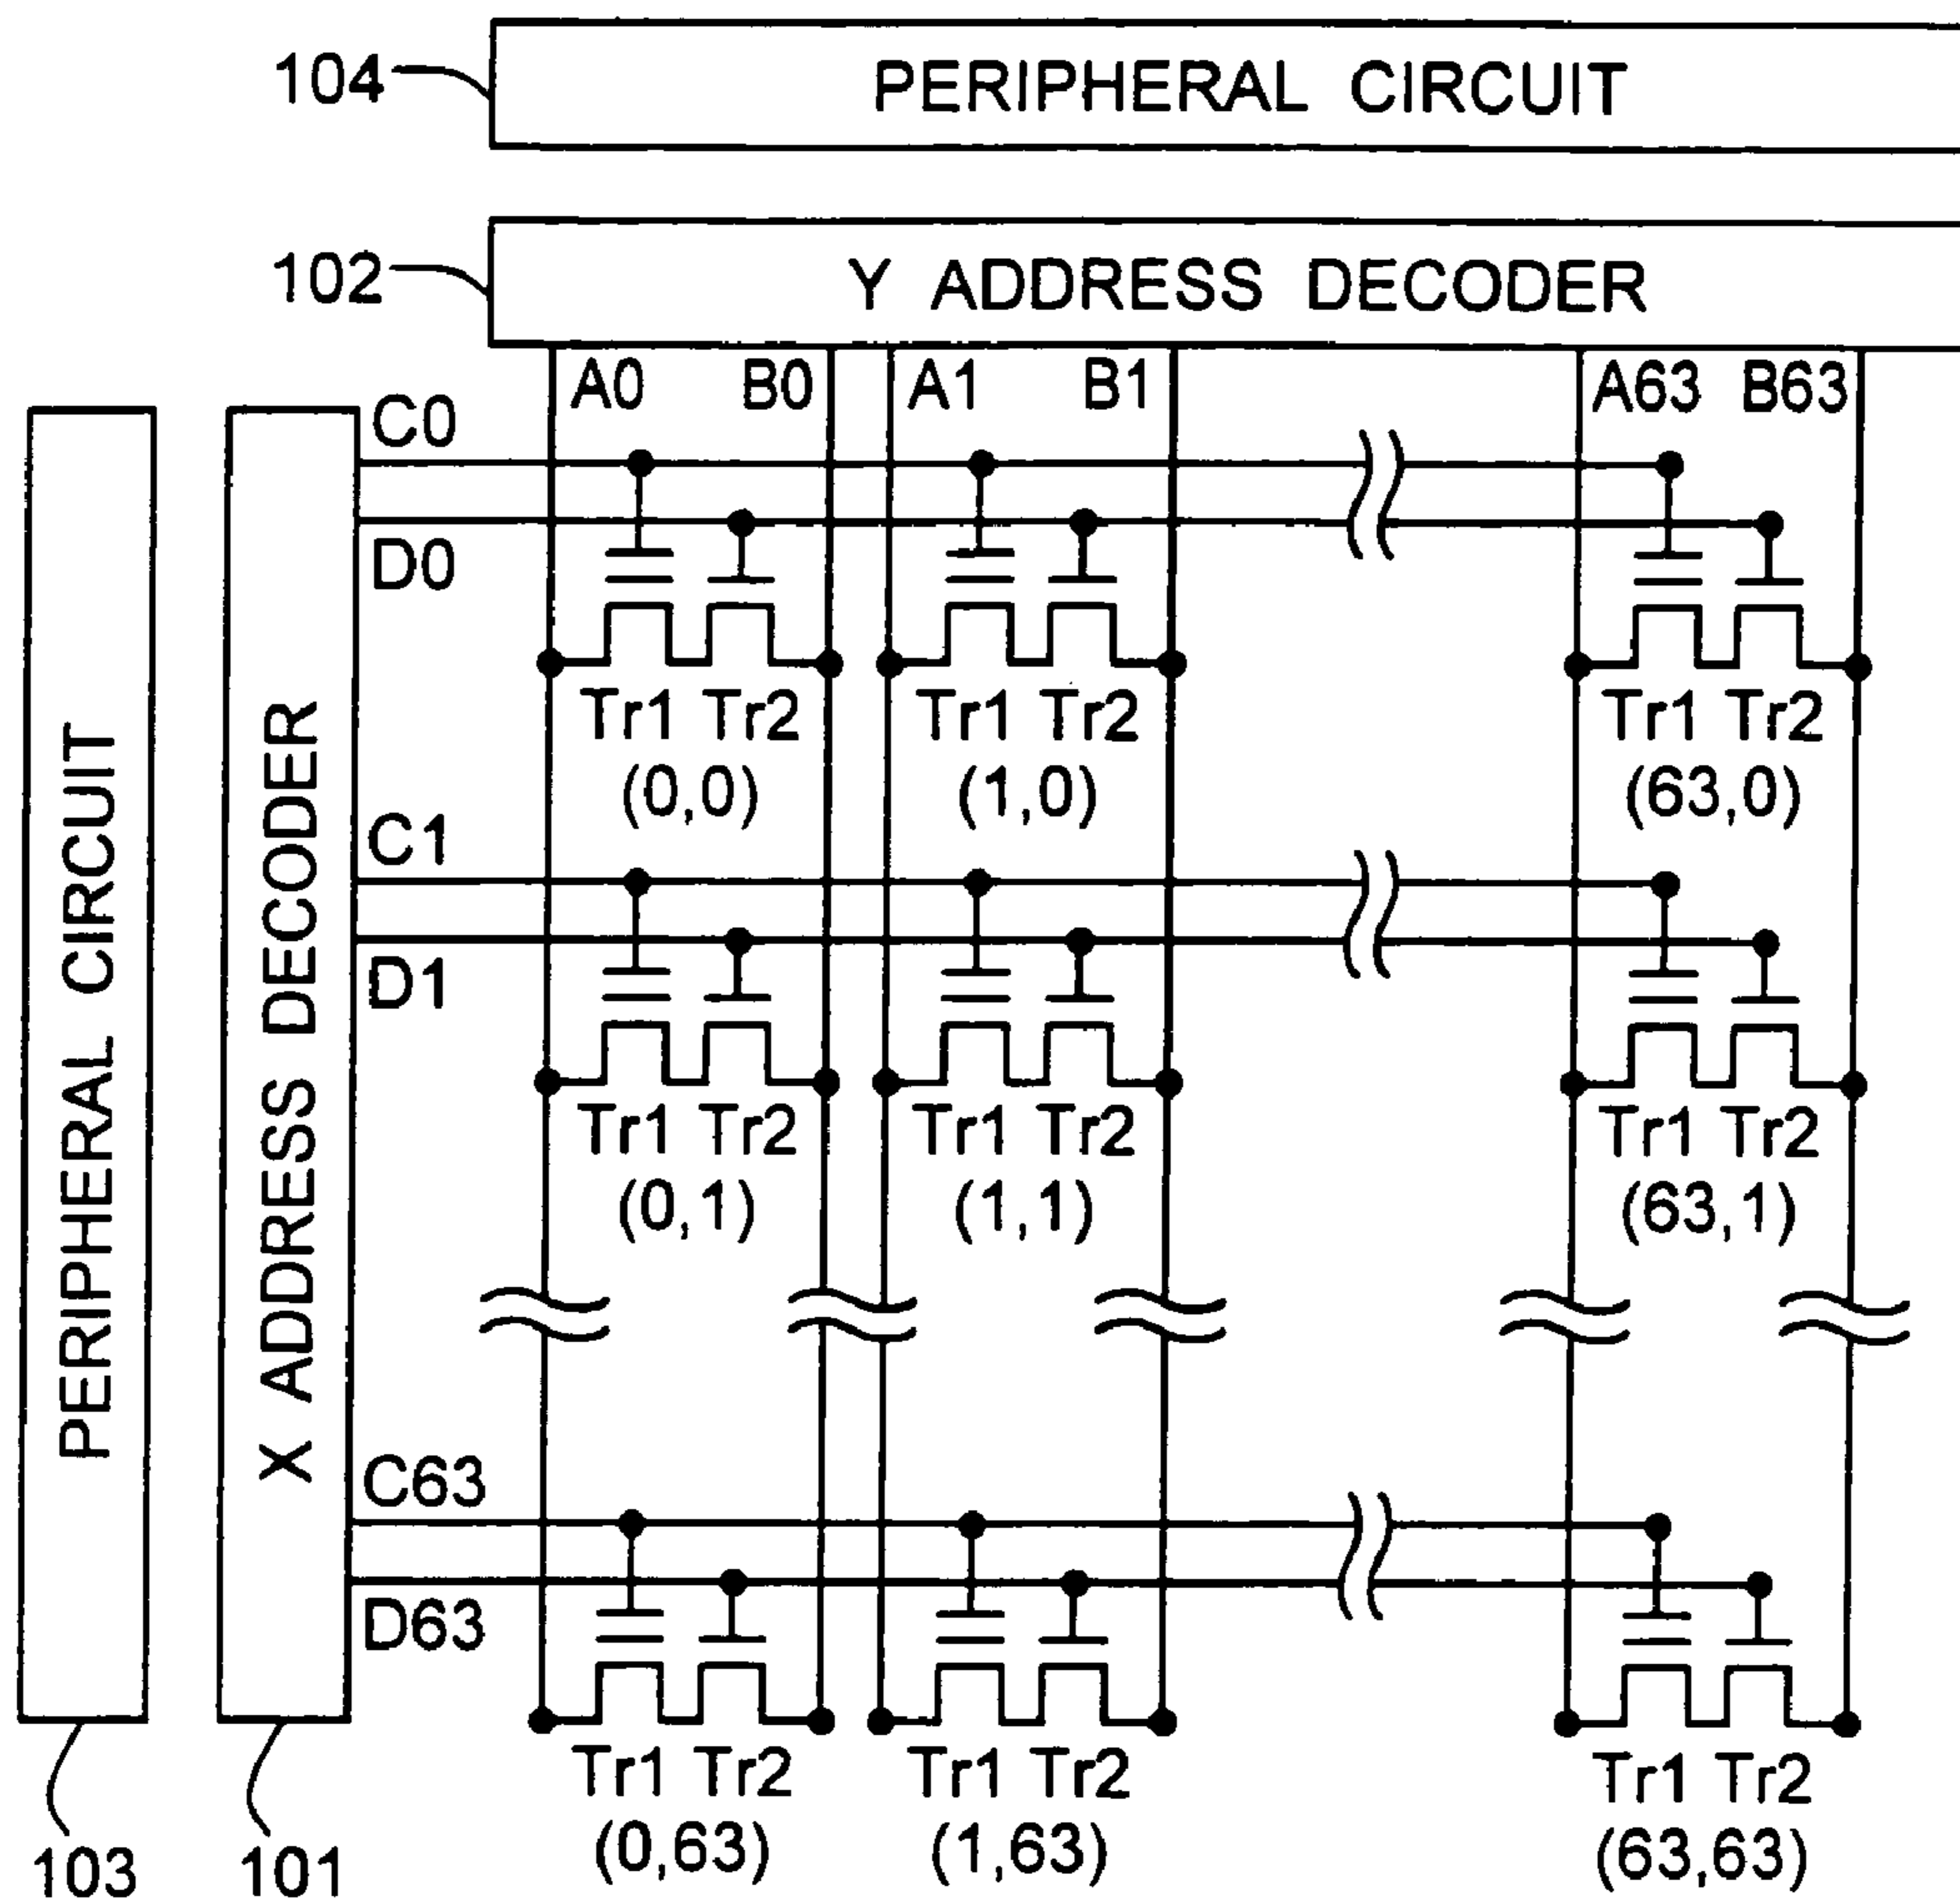 104
PERIPHERAL CIRCUIT
102
Y ADDRESS DECODER
A0 B0 A1 B1 A63 B63
C0
D0
Tr1 Tr2 Tr1 Tr2 Tr1 Tr2
(0,0) (1,0) (63,0)
C1
D1
Tr1 Tr2 Tr1 Tr2 Tr1 Tr2
(0,1) (1,1) (63,1)
C63
D63
Tr1 Tr2 Tr1 Tr2 Tr1 Tr2
(0,63) (1,63) (63,63)
PERIPHERAL CIRCUIT
X ADDRESS DECODER
103 101